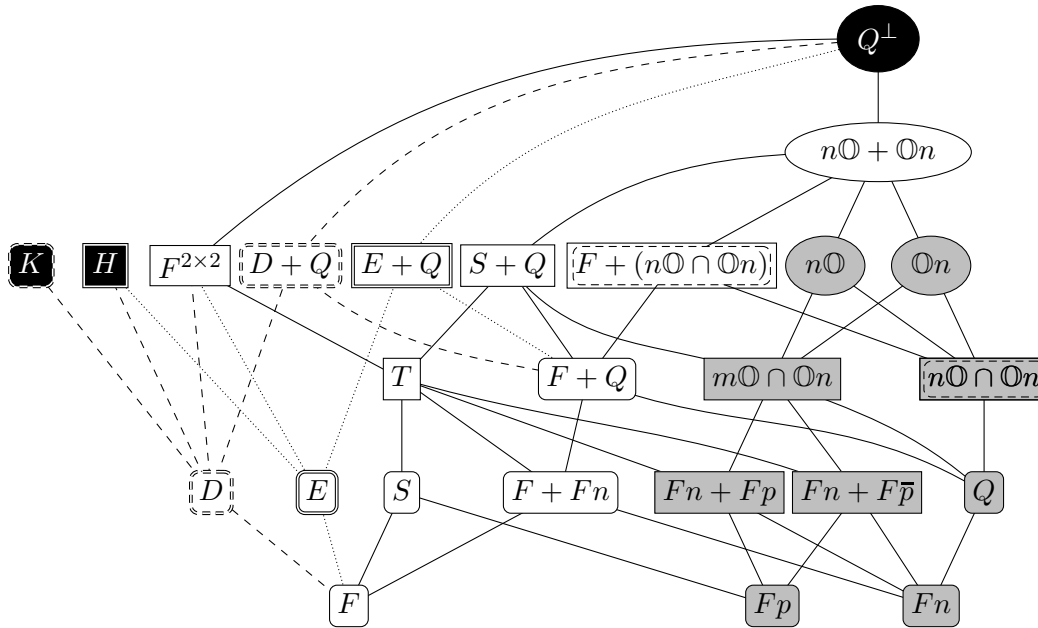 Q^⊥
n𝕆 + 𝕆n
K H F^{2×2} D + Q E + Q S + Q F + (n𝕆 ∩ 𝕆n) n𝕆 𝕆n
T F + Q m𝕆 ∩ 𝕆n n𝕆 ∩ 𝕆n
D E S F + Fn Fn + Fp Fn + Fp̅ Q
F Fp Fn